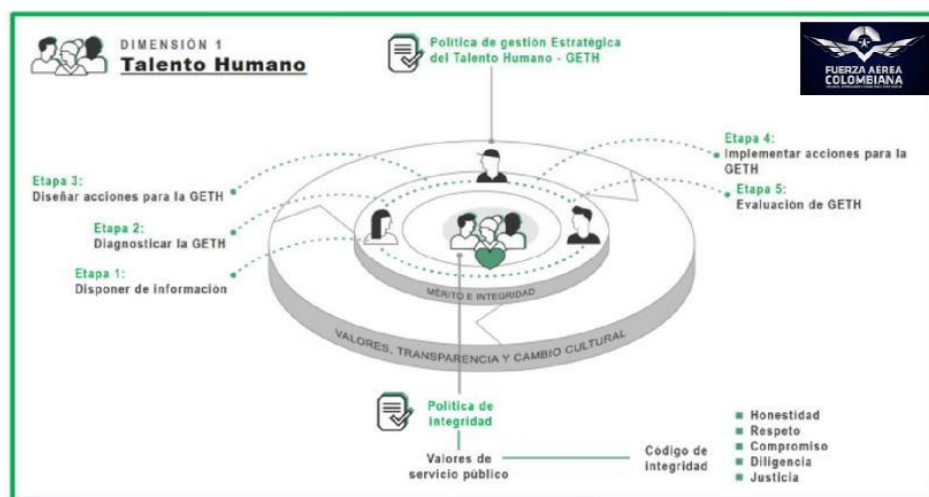 DIMENSIÓN 1
Talento Humano
Política de gestión Estratégica
del Talento Humano - GETH
FUERZA AÉREA
COLOMBIANA
Etapa 4:
Implementar acciones para la
GETH
Etapa 3:
Diseñar acciones para la GETH
Etapa 5:
Evaluación de GETH
Etapa 2:
Diagnosticar la GETH
Etapa 1:
Disponer de información
MÉRITO E INTEGRIDAD
VALORES, TRANSPARENCIA Y CAMBIO CULTURAL
Política de
integridad
Valores de
servicio público
Código de
integridad
Honestidad
Respeto
Compromiso
Diligencia
Justicia